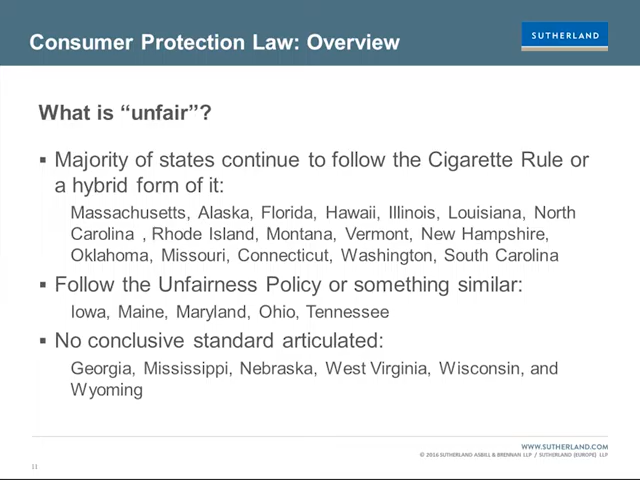 Consumer Protection Law: Overview
SUTHERLAND
What is “unfair”?
▪ Majority of states continue to follow the Cigarette Rule or
a hybrid form of it:
Massachusetts, Alaska, Florida, Hawaii, Illinois, Louisiana, North
Carolina , Rhode Island, Montana, Vermont, New Hampshire,
Oklahoma, Missouri, Connecticut, Washington, South Carolina
▪ Follow the Unfairness Policy or something similar:
Iowa, Maine, Maryland, Ohio, Tennessee
▪ No conclusive standard articulated:
Georgia, Mississippi, Nebraska, West Virginia, Wisconsin, and
Wyoming
WWW.SUTHERLAND.COM
© 2016 SUTHERLAND ASBILL & BRENNAN LLP / SUTHERLAND (EUROPE) LLP
11